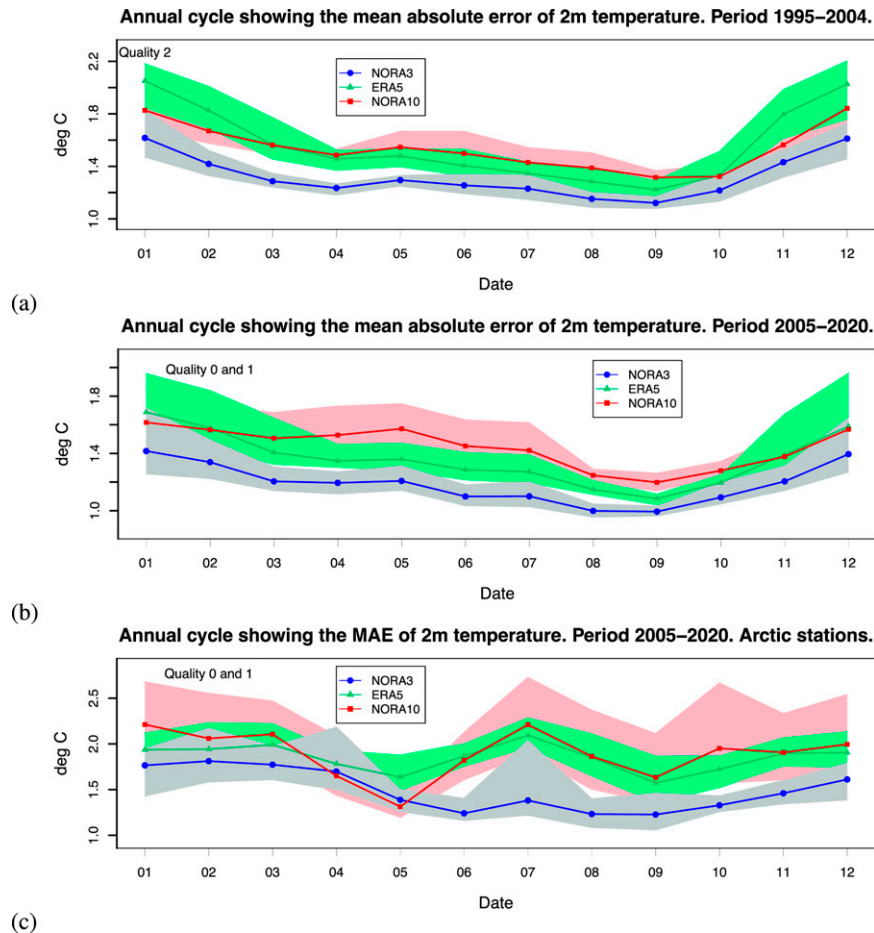 Annual cycle showing the mean absolute error of 2m temperature. Period 1995–2004.
Quality 2
NORA3
ERA5
NORA10
deg C
2.2
1.8
1.4
1.0
01 02 03 04 05 06 07 08 09 10 11 12
Date
(a)
Annual cycle showing the mean absolute error of 2m temperature. Period 2005–2020.
Quality 0 and 1
NORA3
ERA5
NORA10
deg C
1.8
1.4
1.0
01 02 03 04 05 06 07 08 09 10 11 12
Date
(b)
Annual cycle showing the MAE of 2m temperature. Period 2005–2020. Arctic stations.
Quality 0 and 1
NORA3
ERA5
NORA10
deg C
2.5
2.0
1.5
1.0
01 02 03 04 05 06 07 08 09 10 11 12
Date
(c)